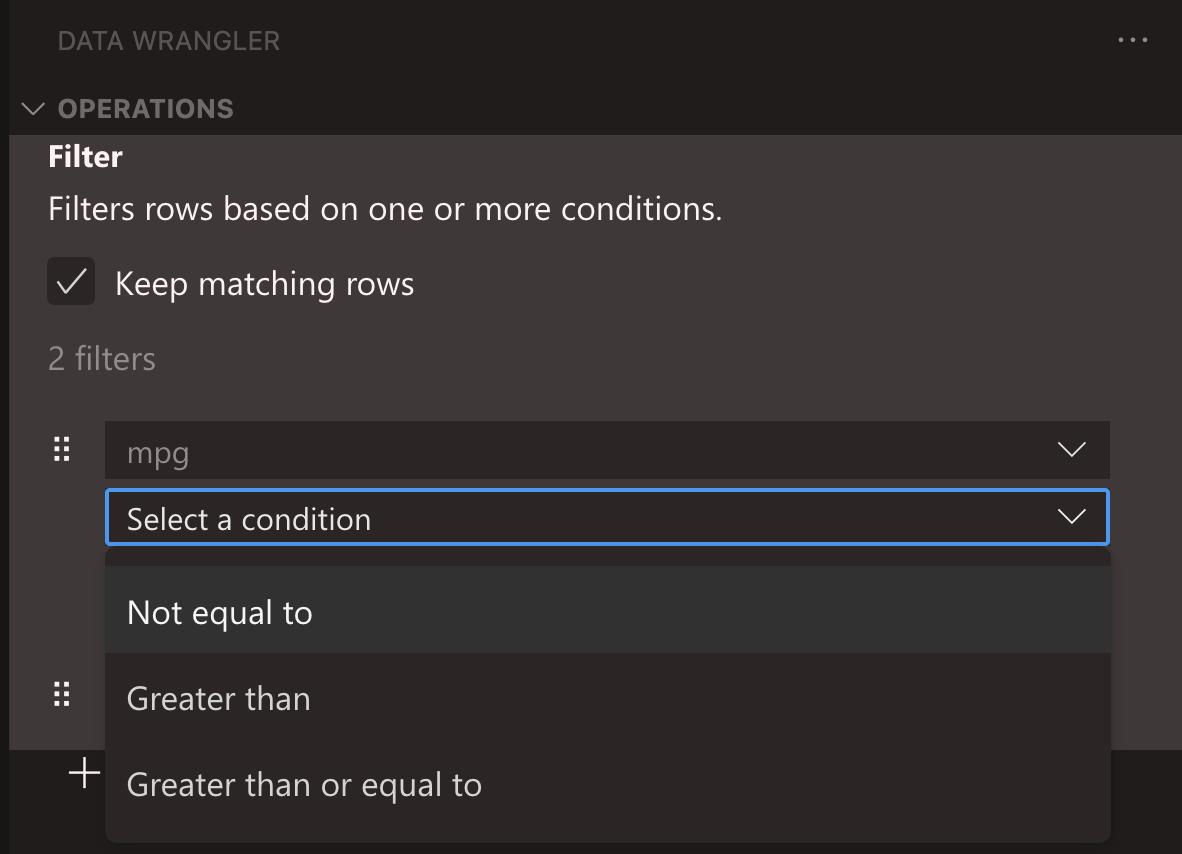 DATA WRANGLER
OPERATIONS
Filter
Filters rows based on one or more conditions.
Keep matching rows
2 filters
mpg
Select a condition
Not equal to
Greater than
Greater than or equal to